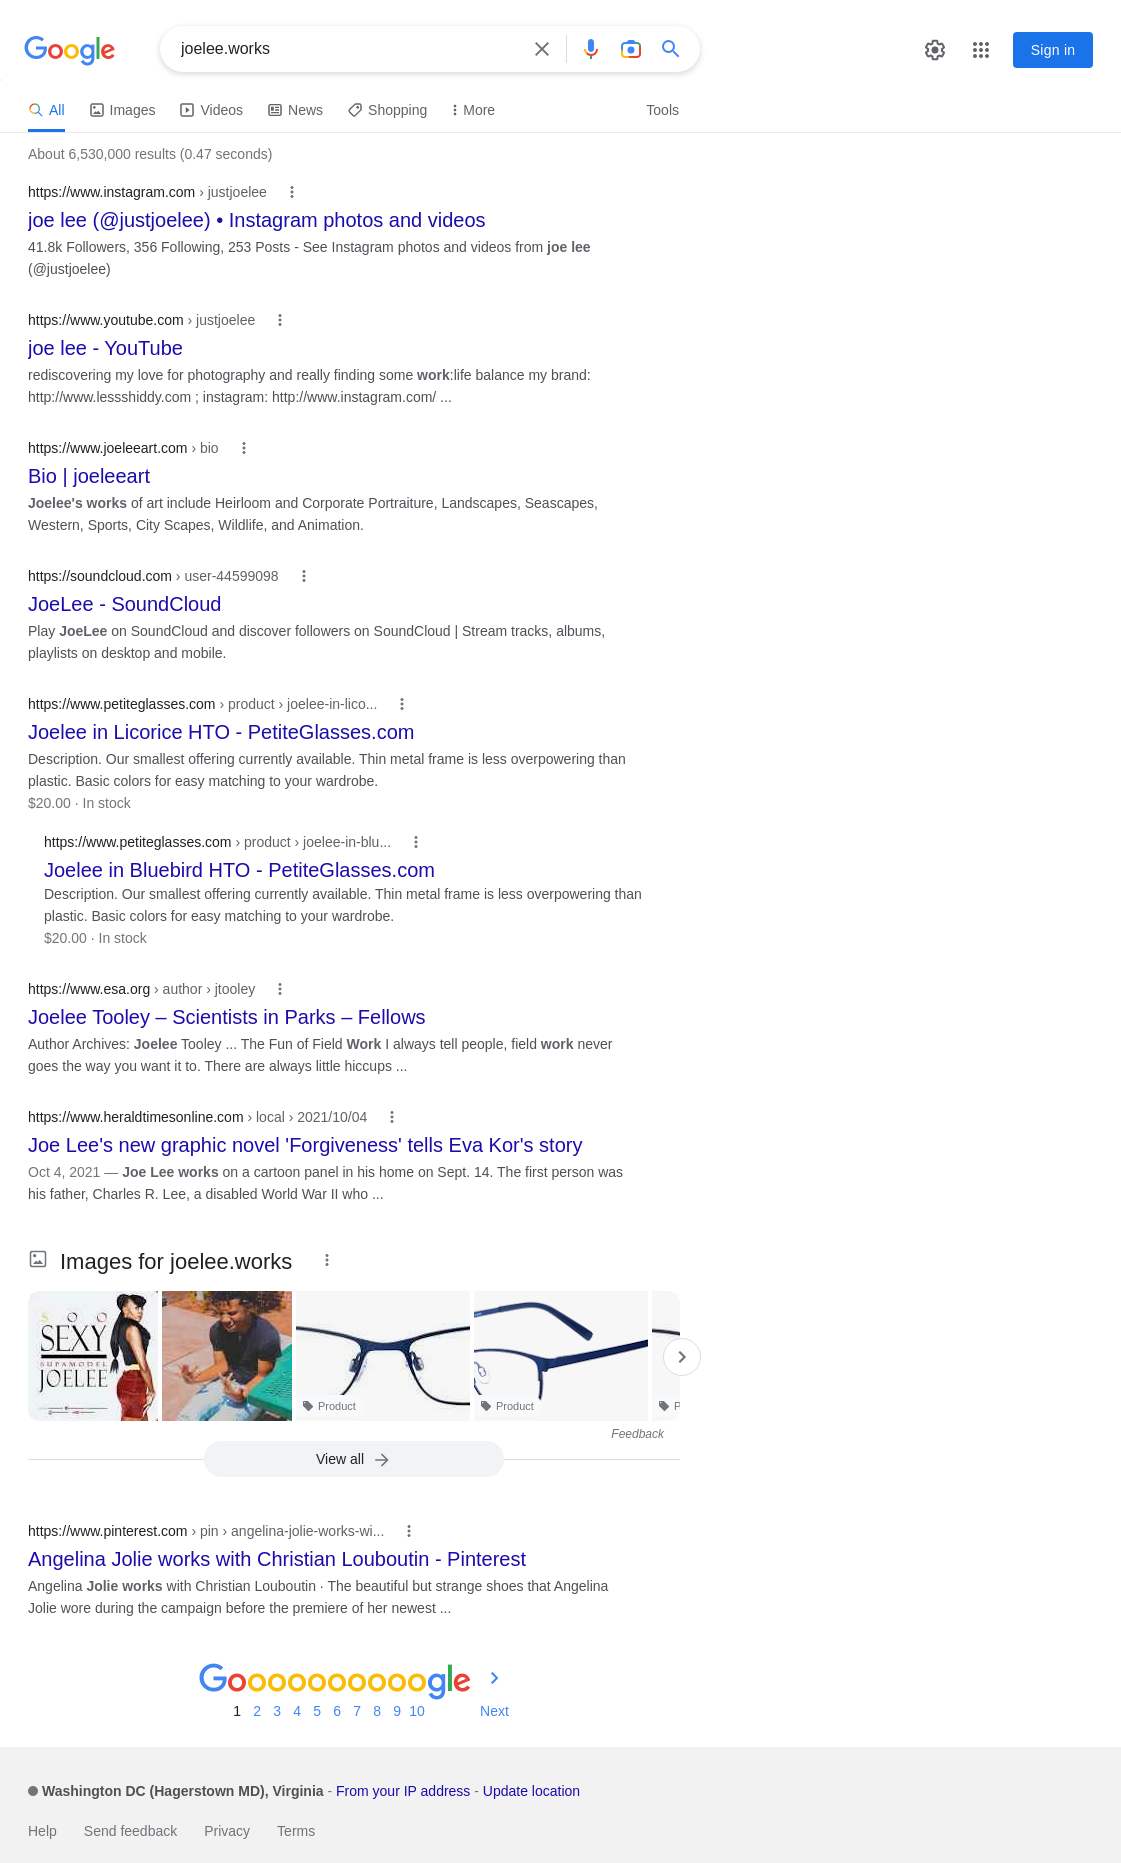 Google
joelee.works
Sign in
All Images Videos News Shopping More Tools
About 6,530,000 results (0.47 seconds)
https://www.instagram.com › justjoelee
joe lee (@justjoelee) • Instagram photos and videos
41.8k Followers, 356 Following, 253 Posts - See Instagram photos and videos from joe lee
(@justjoelee)
https://www.youtube.com › justjoelee
joe lee - YouTube
rediscovering my love for photography and really finding some work:life balance my brand:
http://www.lessshiddy.com ; instagram: http://www.instagram.com/ ...
https://www.joeleeart.com › bio
Bio | joeleeart
Joelee's works of art include Heirloom and Corporate Portraiture, Landscapes, Seascapes,
Western, Sports, City Scapes, Wildlife, and Animation.
https://soundcloud.com › user-44599098
JoeLee - SoundCloud
Play JoeLee on SoundCloud and discover followers on SoundCloud | Stream tracks, albums,
playlists on desktop and mobile.
https://www.petiteglasses.com › product › joelee-in-lico...
Joelee in Licorice HTO - PetiteGlasses.com
Description. Our smallest offering currently available. Thin metal frame is less overpowering than
plastic. Basic colors for easy matching to your wardrobe.
$20.00 · In stock
https://www.petiteglasses.com › product › joelee-in-blu...
Joelee in Bluebird HTO - PetiteGlasses.com
Description. Our smallest offering currently available. Thin metal frame is less overpowering than
plastic. Basic colors for easy matching to your wardrobe.
$20.00 · In stock
https://www.esa.org › author › jtooley
Joelee Tooley – Scientists in Parks – Fellows
Author Archives: Joelee Tooley ... The Fun of Field Work I always tell people, field work never
goes the way you want it to. There are always little hiccups ...
https://www.heraldtimesonline.com › local › 2021/10/04
Joe Lee's new graphic novel 'Forgiveness' tells Eva Kor's story
Oct 4, 2021 — Joe Lee works on a cartoon panel in his home on Sept. 14. The first person was
his father, Charles R. Lee, a disabled World War II who ...
Images for joelee.works
S O O
SEXY
SUPAMODEL
JOELEE
Product
Product
P
Feedback
View all
https://www.pinterest.com › pin › angelina-jolie-works-wi...
Angelina Jolie works with Christian Louboutin - Pinterest
Angelina Jolie works with Christian Louboutin · The beautiful but strange shoes that Angelina
Jolie wore during the campaign before the premiere of her newest ...
Goooooooooogle
1 2 3 4 5 6 7 8 9 10 Next
Washington DC (Hagerstown MD), Virginia - From your IP address - Update location
Help Send feedback Privacy Terms